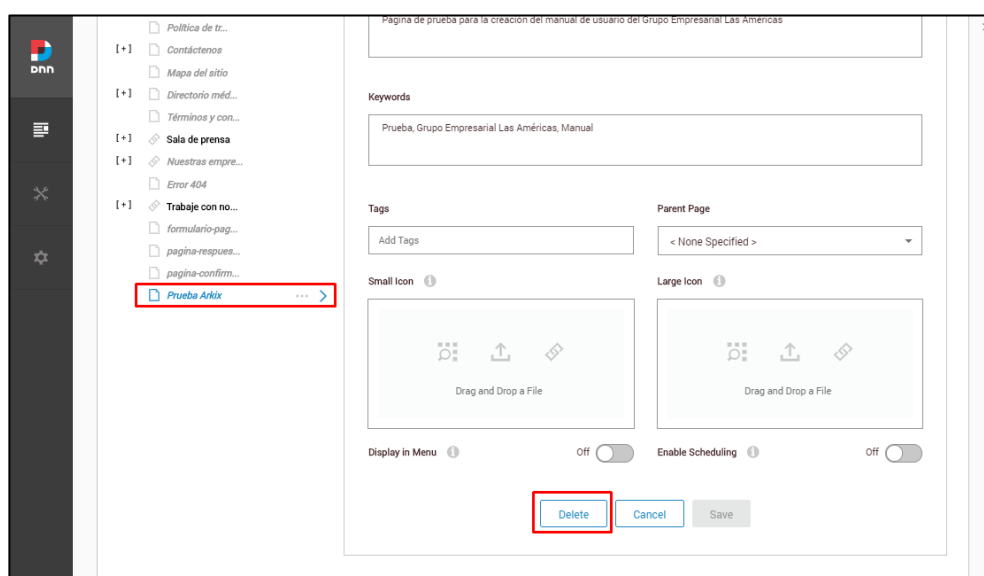 DNN
Política de tr...
[+] Contáctenos
Mapa del sitio
[+] Directorio méd...
Términos y con...
[+] Sala de prensa
[+] Nuestras empre...
Error 404
[+] Trabaje con no...
formulario-pag...
pagina-respues...
pagina-confirm...
Prueba Arkix ...
Pagina de prueba para la creación del manual de usuario del Grupo Empresarial Las Américas
Keywords
Prueba, Grupo Empresarial Las Américas, Manual
Tags
Add Tags
Parent Page
< None Specified >
Small Icon
Drag and Drop a File
Large Icon
Drag and Drop a File
Display in Menu Off
Enable Scheduling Off
Delete Cancel Save